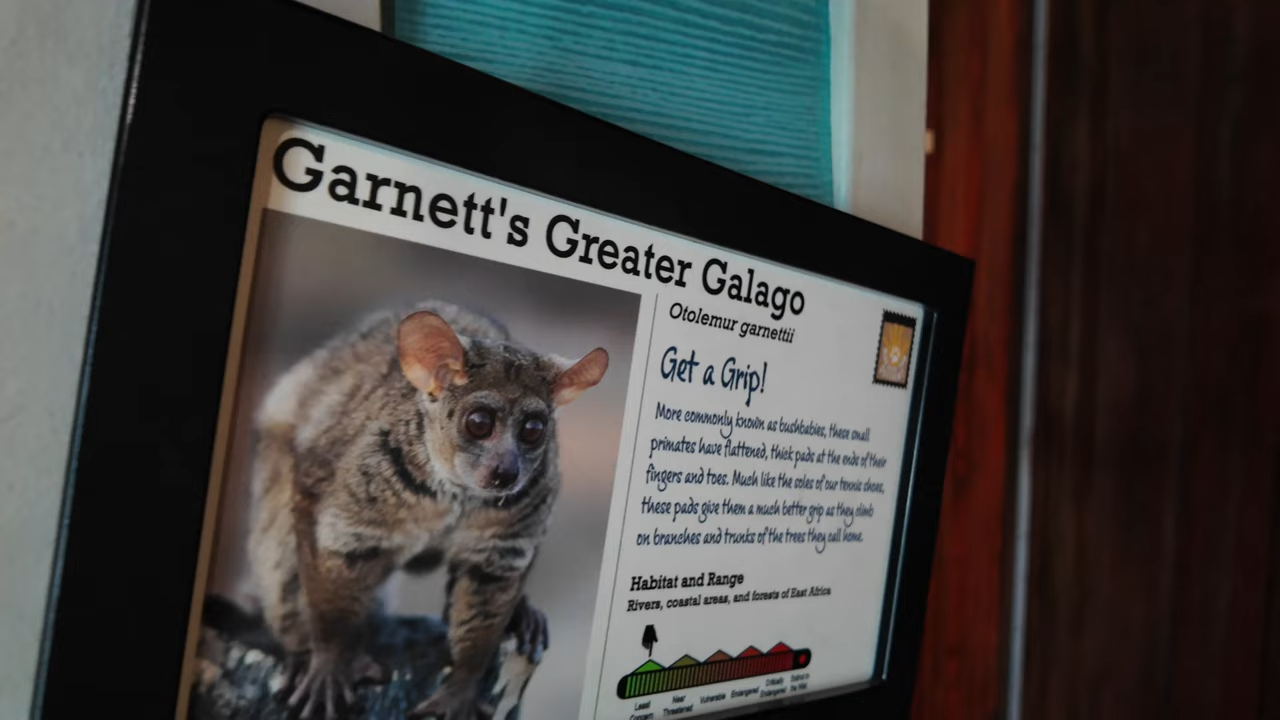 Garnett's Greater Galago
Otolemur garnettii
Get a Grip!
More commonly known as bushbabies, these small
primates have flattened, thick pads at the ends of their
fingers and toes. Much like the soles of our tennis shoes,
these pads give them a much better grip as they climb
on branches and trunks of the trees they call home.
Habitat and Range
Rivers, coastal areas, and forests of East Africa
Least Concern
Near Threatened
Vulnerable
Endangered
Critically Endangered
Extinct in the Wild